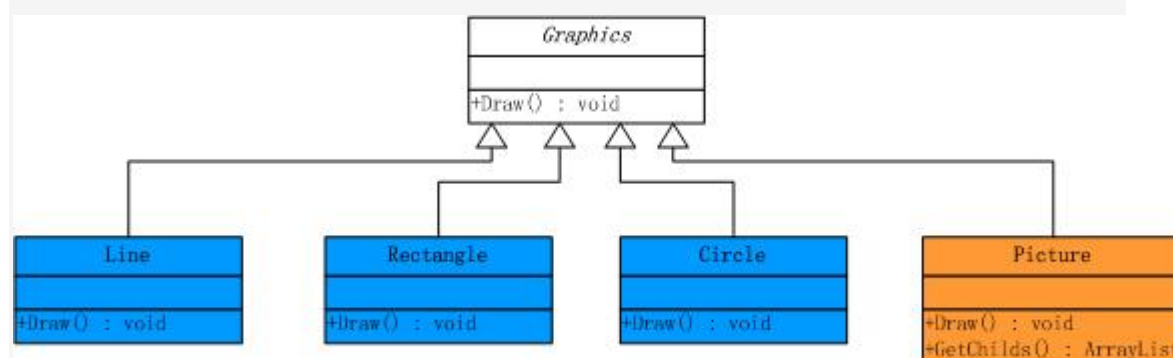 Graphics
+Draw() : void
Line
Rectangle
Circle
Picture
+Draw() : void
+Draw() : void
+Draw() : void
+Draw() : void
+GetChilds() : ArrayList